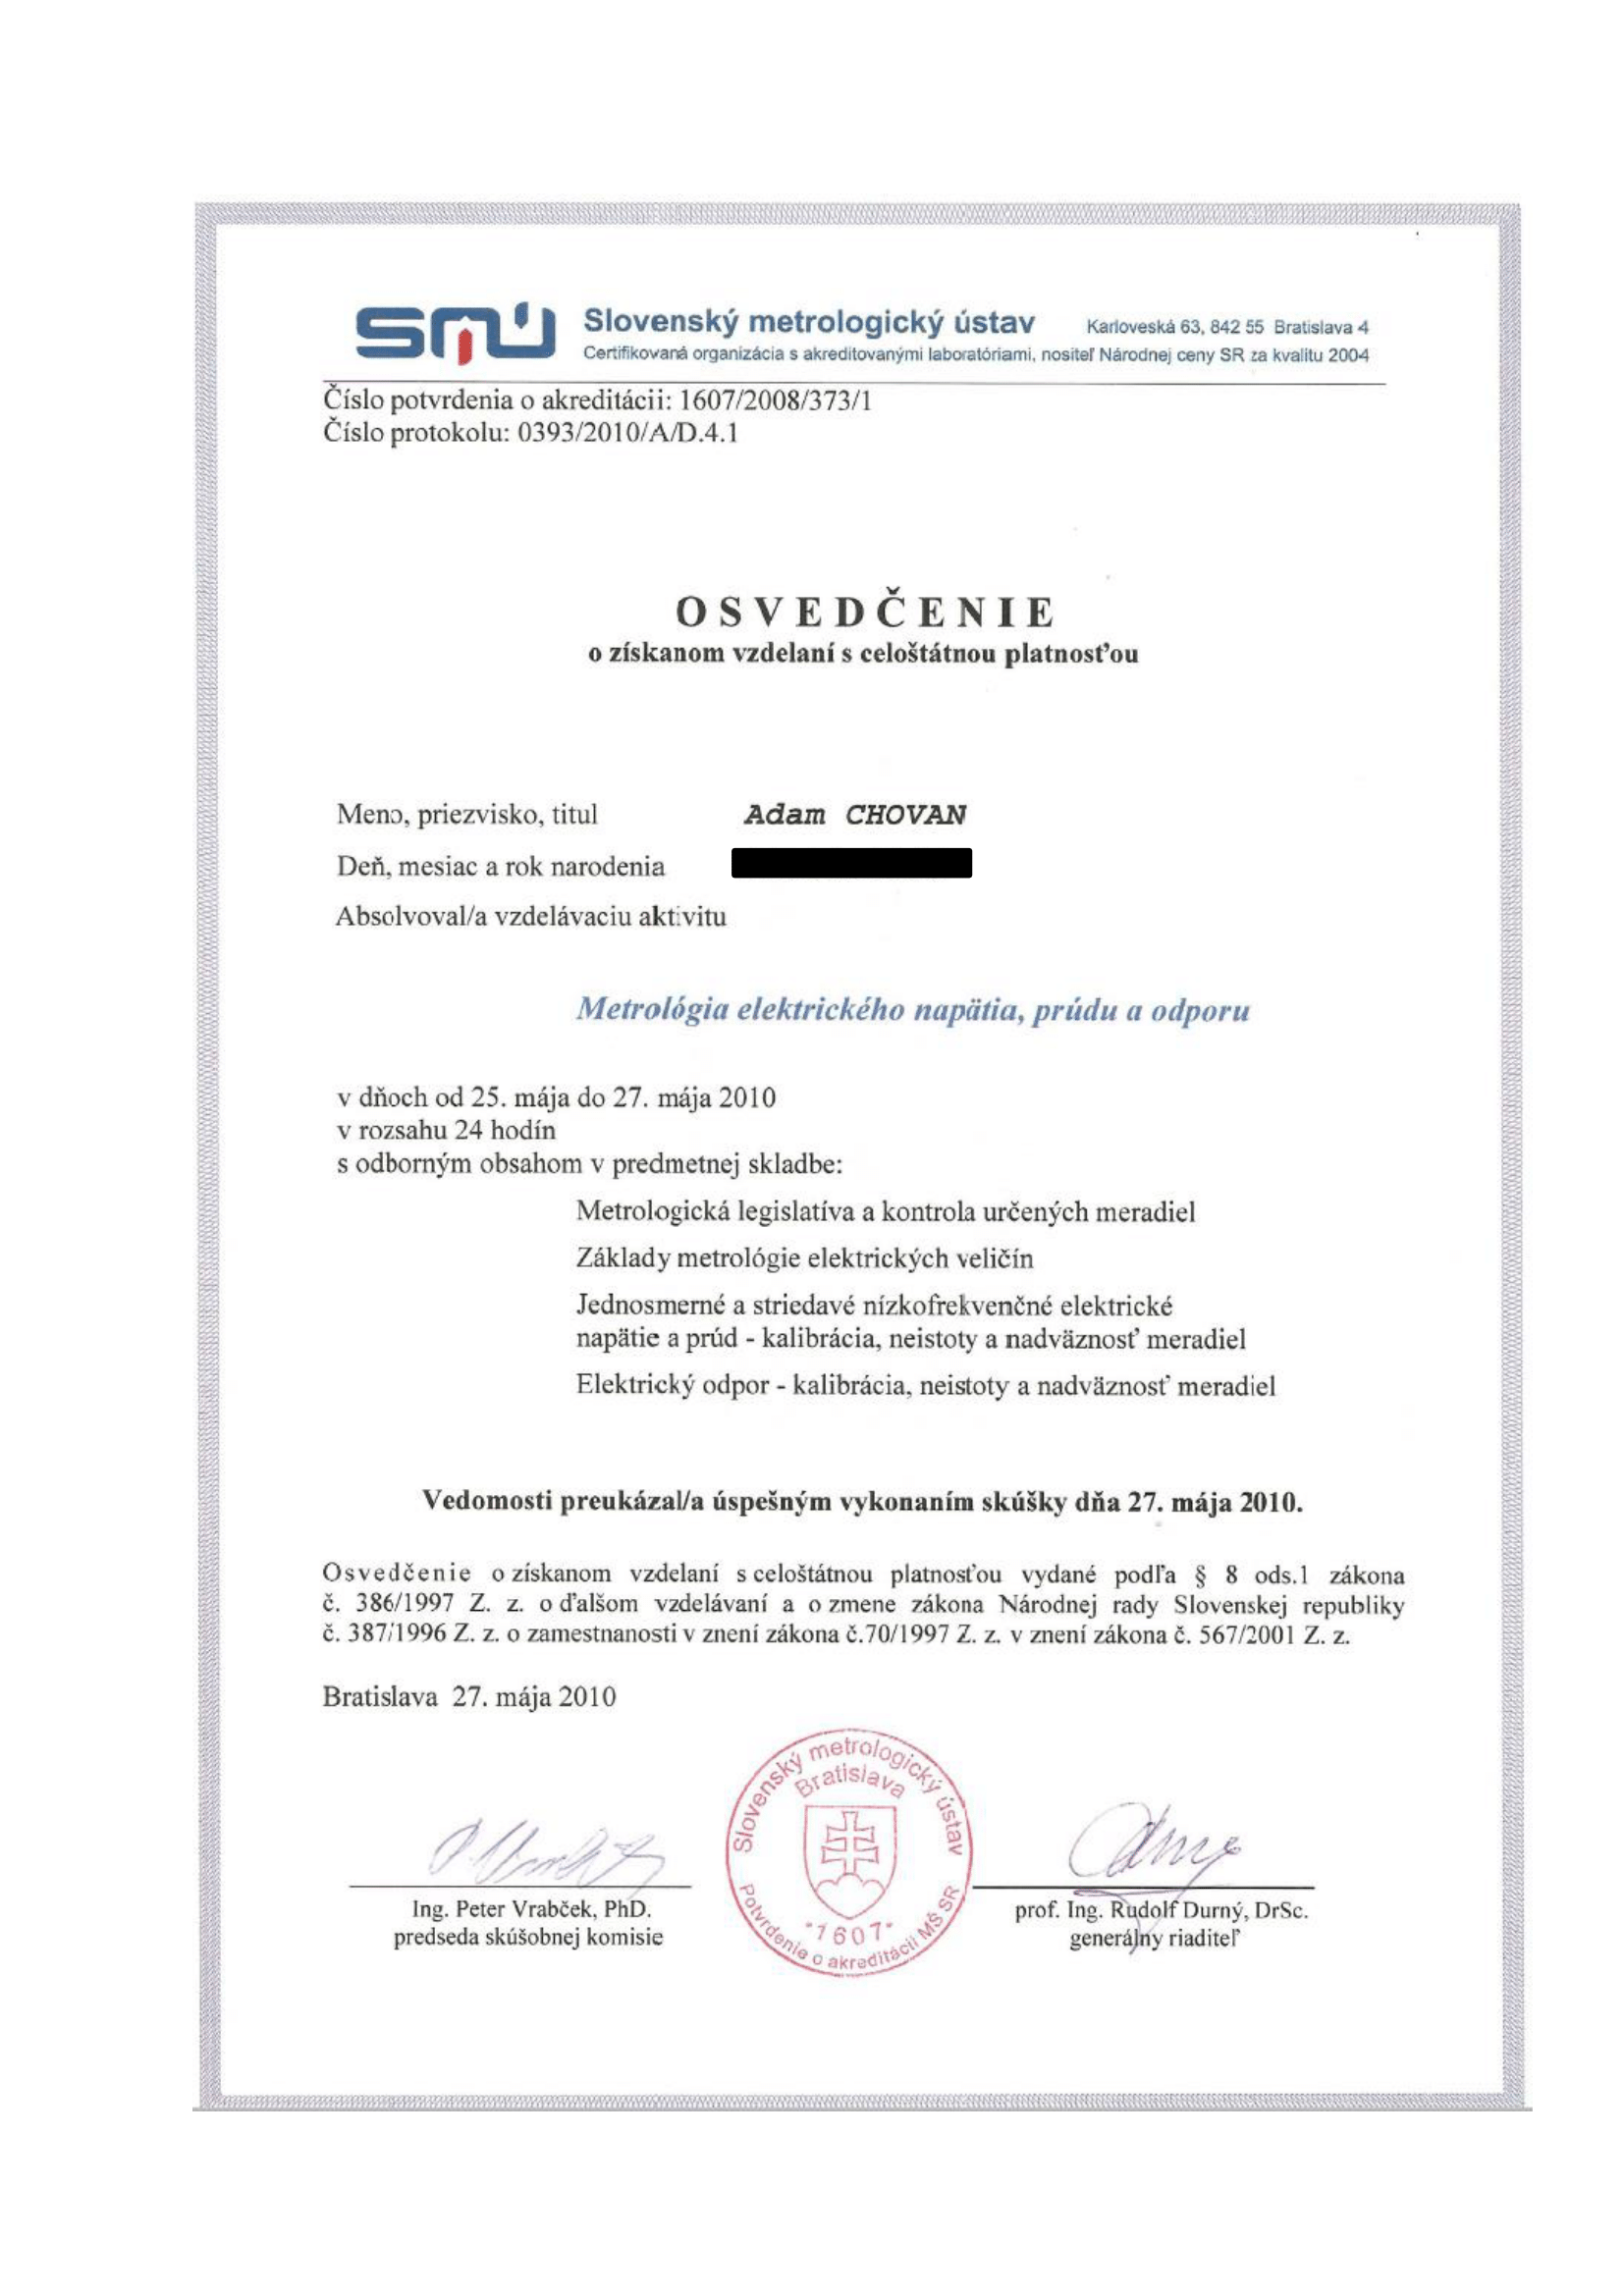 smú Slovenský metrologický ústav Karloveská 63, 842 55 Bratislava 4
Certifikovaná organizácia s akreditovanými laboratóriami, nositeľ Národnej ceny SR za kvalitu 2004
Číslo potvrdenia o akreditácii: 1607/2008/373/1
Číslo protokolu: 0393/2010/A/D.4.1
OSVEDČENIE
o získanom vzdelaní s celoštátnou platnosťou
Meno, priezvisko, titul Adam CHOVAN
Deň, mesiac a rok narodenia
Absolvoval/a vzdelávaciu aktivitu
Metrológia elektrického napätia, prúdu a odporu
v dňoch od 25. mája do 27. mája 2010
v rozsahu 24 hodín
s odborným obsahom v predmetnej skladbe:
Metrologická legislatíva a kontrola určených meradiel
Základy metrológie elektrických veličín
Jednosmerné a striedavé nízkofrekvenčné elektrické
napätie a prúd - kalibrácia, neistoty a nadväznosť meradiel
Elektrický odpor - kalibrácia, neistoty a nadväznosť meradiel
Vedomosti preukázal/a úspešným vykonaním skúšky dňa 27. mája 2010.
Osvedčenie o získanom vzdelaní s celoštátnou platnosťou vydané podľa § 8 ods.1 zákona
č. 386/1997 Z. z. o ďalšom vzdelávaní a o zmene zákona Národnej rady Slovenskej republiky
č. 387/1996 Z. z. o zamestnanosti v znení zákona č.70/1997 Z. z. v znení zákona č. 567/2001 Z. z.
Bratislava 27. mája 2010
Slovenský metrologický ústav
Bratislava
*1607*
Potvrdenie o akreditácii MŠ SR
Ing. Peter Vrabček, PhD.
predseda skúšobnej komisie
prof. Ing. Rudolf Durný, DrSc.
generálny riaditeľ